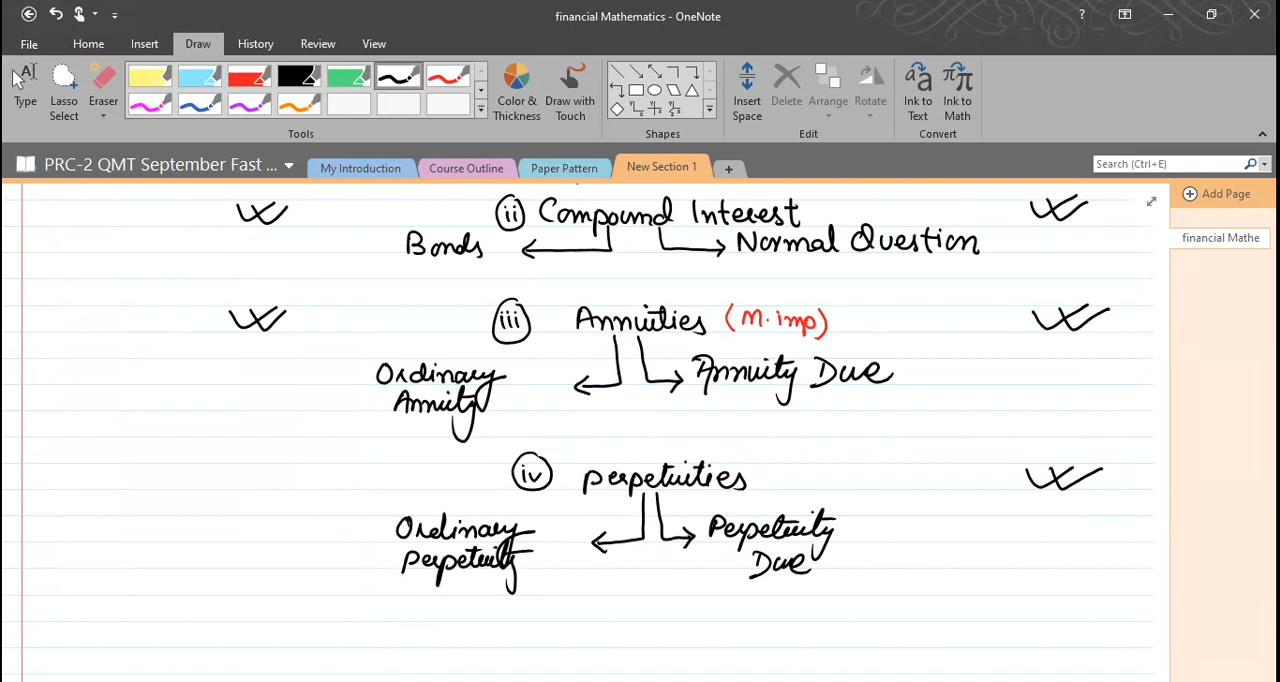 financial Mathematics - OneNote
?
File Home Insert Draw History Review View
Type
Lasso Select
Eraser
Color & Thickness
Draw with Touch
Insert Space
Delete
Arrange
Rotate
Ink to Text
Ink to Math
Tools Shapes Edit Convert
PRC-2 QMT September Fast ... My Introduction Course Outline Paper Pattern New Section 1 Search (Ctrl+E)
Add Page
financial Mathe
(ii) Compound Interest
Bonds Normal Question
(iii) Annuities (M.imp)
Ordinary Annuity
Annuity Due
(iv) perpetuities
Ordinary perpetuity
Perpetuity Due